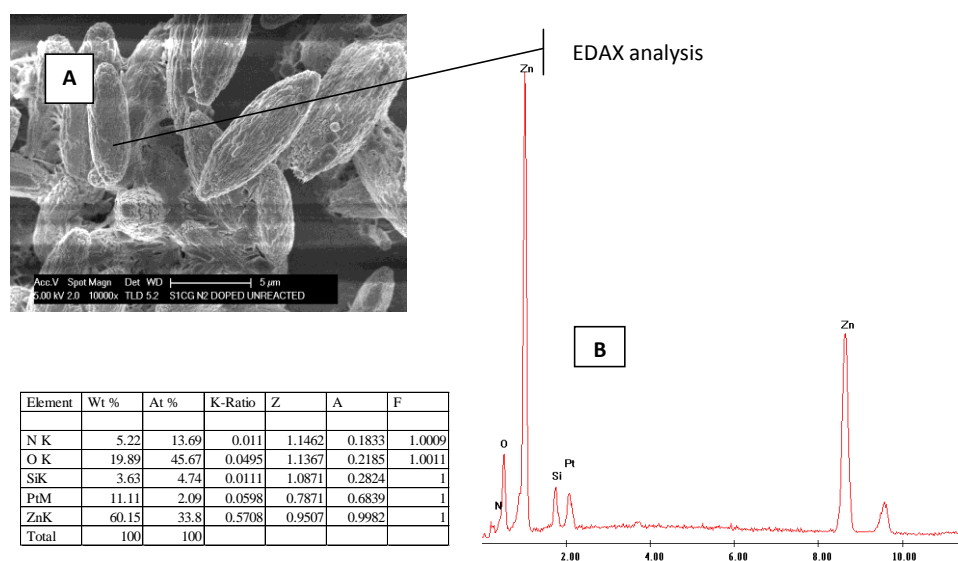 A
EDAX analysis
Zn
Acc.V Spot Magn Det WD 5 µm
5.00 kV 2.0 10000x TLD 5.2 S1CG N2 DOPED UNREACTED
Zn
B
O
Si
Pt
N
2.00 4.00 6.00 8.00 10.00
Element Wt % At % K-Ratio Z A F
N K 5.22 13.69 0.011 1.1462 0.1833 1.0009
O K 19.89 45.67 0.0495 1.1367 0.2185 1.0011
SiK 3.63 4.74 0.0111 1.0871 0.2824 1
PtM 11.11 2.09 0.0598 0.7871 0.6839 1
ZnK 60.15 33.8 0.5708 0.9507 0.9982 1
Total 100 100